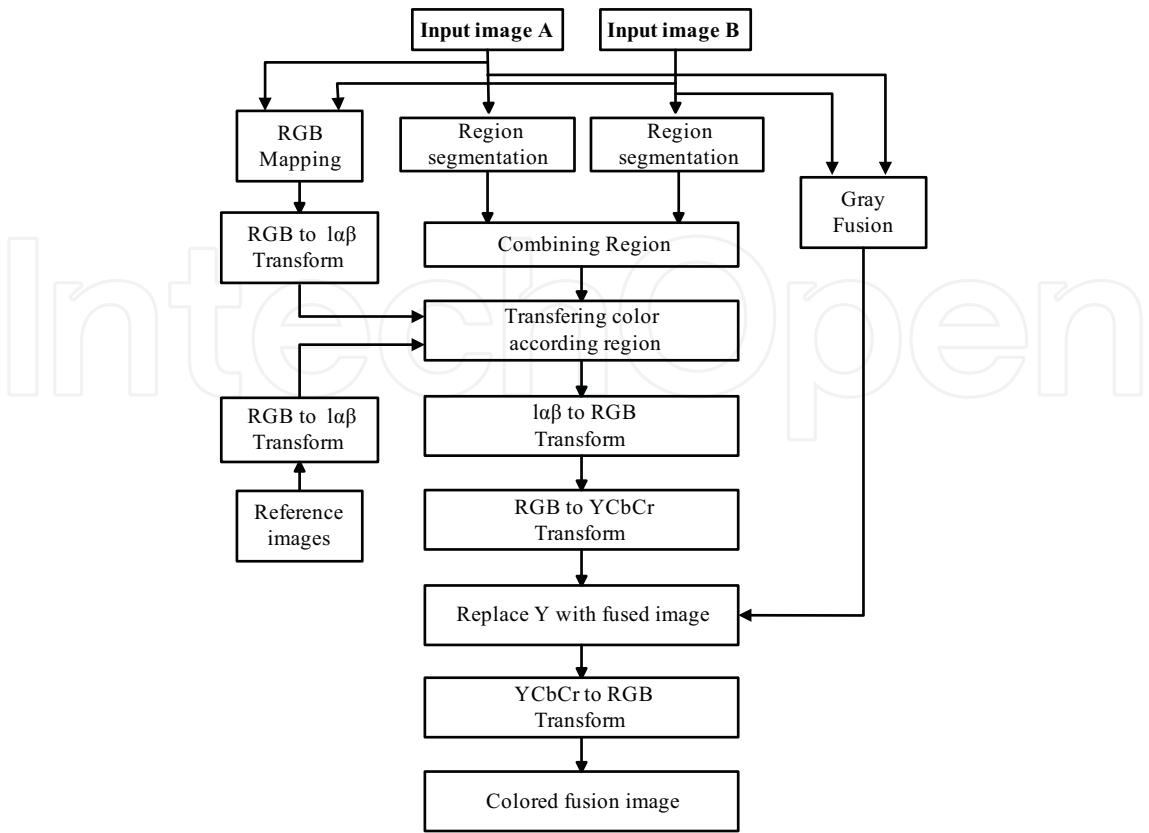 Input image A
Input image B
RGB
Mapping
Region
segmentation
Region
segmentation
Gray
Fusion
RGB to lαβ
Transform
Combining Region
Transfering color
according region
RGB to lαβ
Transform
lαβ to RGB
Transform
Reference
images
RGB to YCbCr
Transform
Replace Y with fused image
YCbCr to RGB
Transform
Colored fusion image
IntechOpen